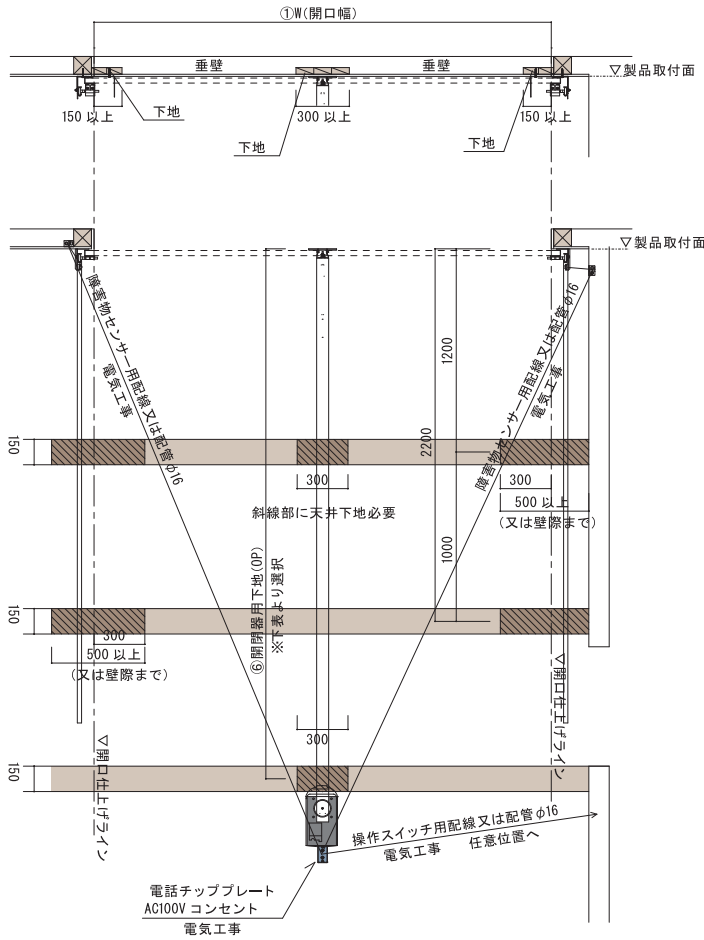 ①W(開口幅)
垂壁
垂壁
▽製品取付面
150 以上
下地
300 以上
150 以上
下地
下地
▽製品取付面
障害物センサー用配線又は配管φ16
電気工事
障害物センサー用配線又は配管φ16
電気工事
1200
2200
1000
150
300
300
500 以上
(又は壁際まで)
斜線部に天井下地必要
⑥開閉器用下地(OP)
※下表より選択
150
300
500 以上
(又は壁際まで)
▽開口仕上げライン
▽開口仕上げライン
300
150
操作スイッチ用配線又は配管φ16
電気工事 任意位置へ
電話チッププレート
AC100V コンセント
電気工事